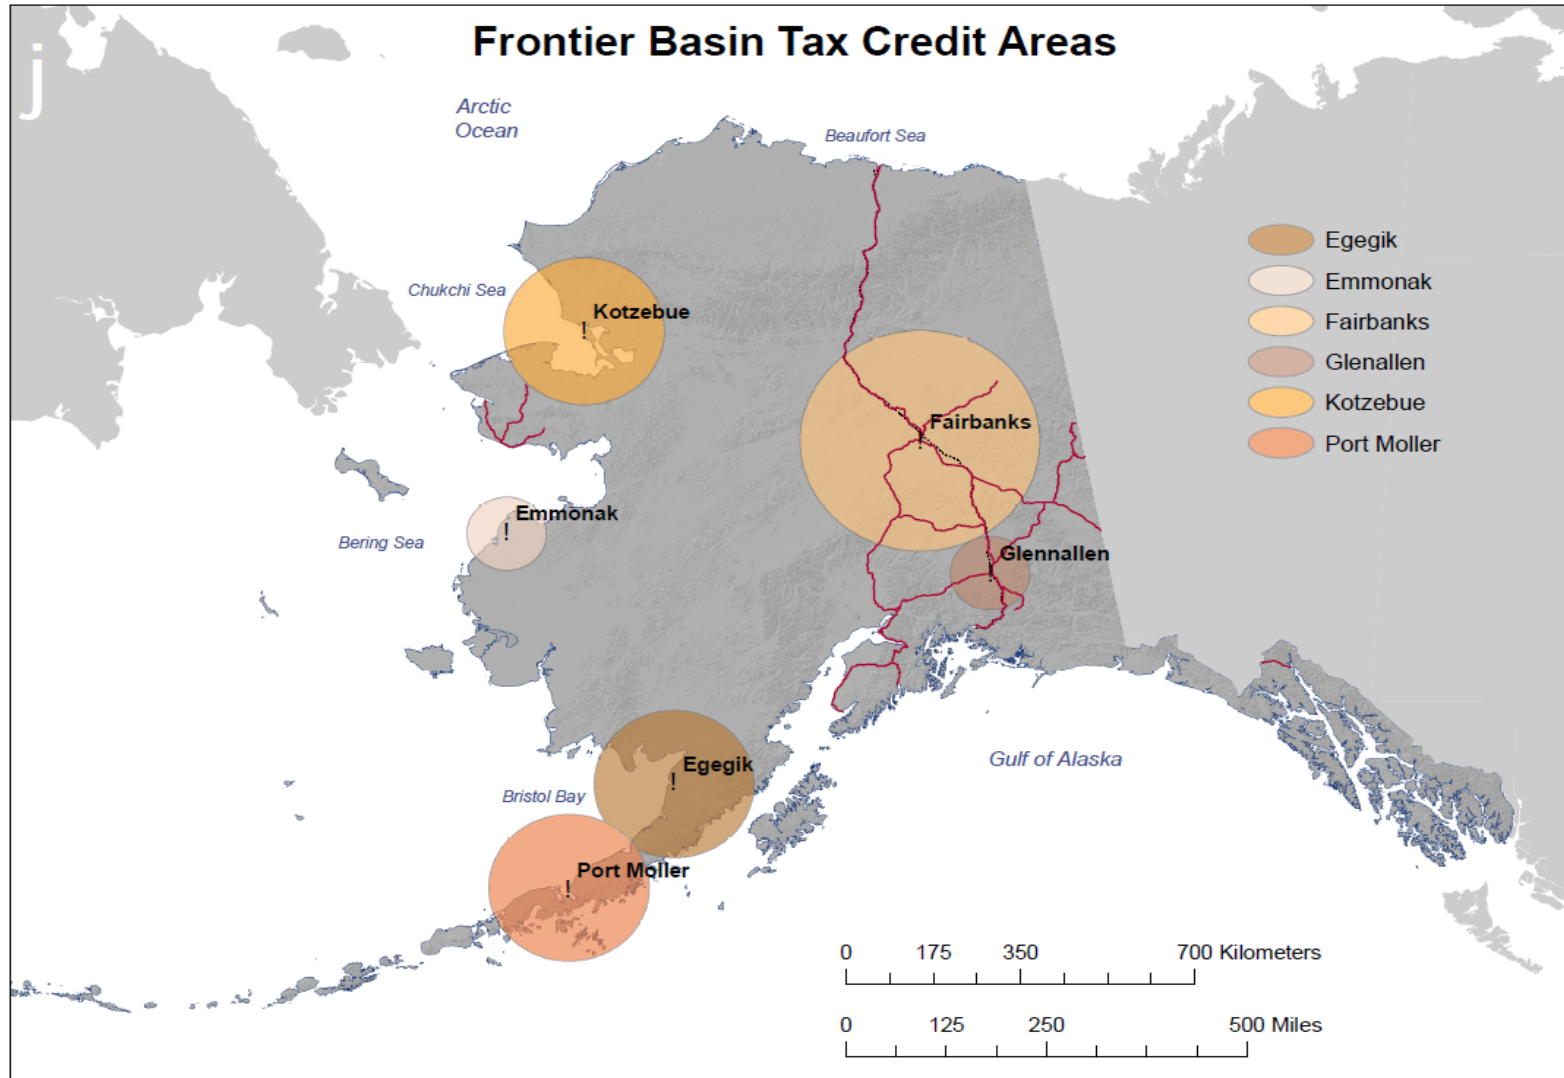 j
Frontier Basin Tax Credit Areas
Arctic
Ocean
Beaufort Sea
Chukchi Sea
Kotzebue
!
Fairbanks
!
Emmonak
!
Bering Sea
Glennallen
!
Egegik
!
Bristol Bay
Port Moller
!
Gulf of Alaska
Egegik
Emmonak
Fairbanks
Glenallen
Kotzebue
Port Moller
0 175 350 700 Kilometers
0 125 250 500 Miles